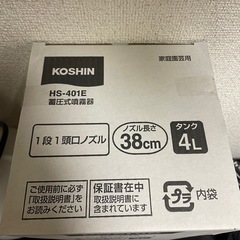 KOSHIN
家庭園芸用
HS-401E
蓄圧式噴霧器
1段1頭口ノズル
ノズル長さ
38cm
タンク
4L
ご使用前に必ず
「取扱説明書」を
お読みください
保証書在中
取扱説明書に
含まれています
プラ
内袋